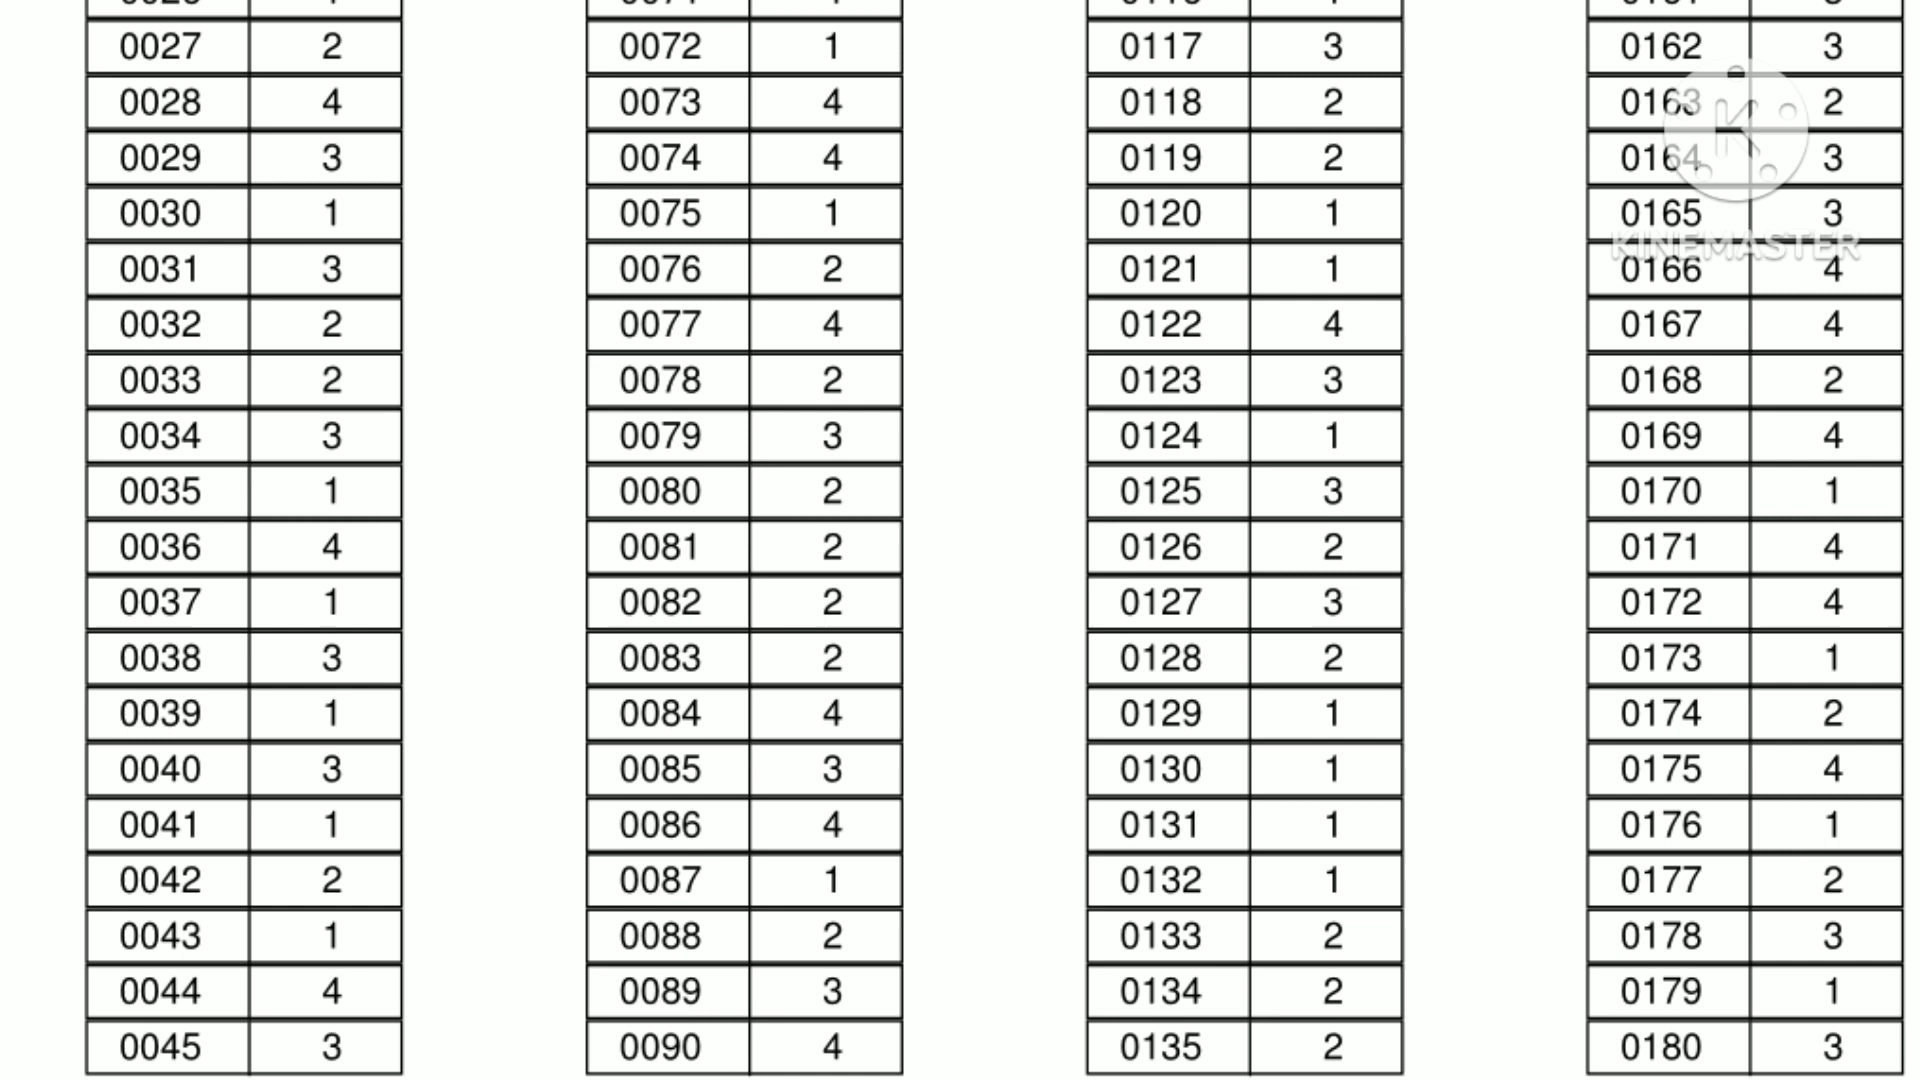 0027 2 0072 1 0117 3 0162 3
0028 4 0073 4 0118 2 0163 2
0029 3 0074 4 0119 2 0164 3
0030 1 0075 1 0120 1 0165 3
KINEMASTER
0031 3 0076 2 0121 1 0166 4
0032 2 0077 4 0122 4 0167 4
0033 2 0078 2 0123 3 0168 2
0034 3 0079 3 0124 1 0169 4
0035 1 0080 2 0125 3 0170 1
0036 4 0081 2 0126 2 0171 4
0037 1 0082 2 0127 3 0172 4
0038 3 0083 2 0128 2 0173 1
0039 1 0084 4 0129 1 0174 2
0040 3 0085 3 0130 1 0175 4
0041 1 0086 4 0131 1 0176 1
0042 2 0087 1 0132 1 0177 2
0043 1 0088 2 0133 2 0178 3
0044 4 0089 3 0134 2 0179 1
0045 3 0090 4 0135 2 0180 3